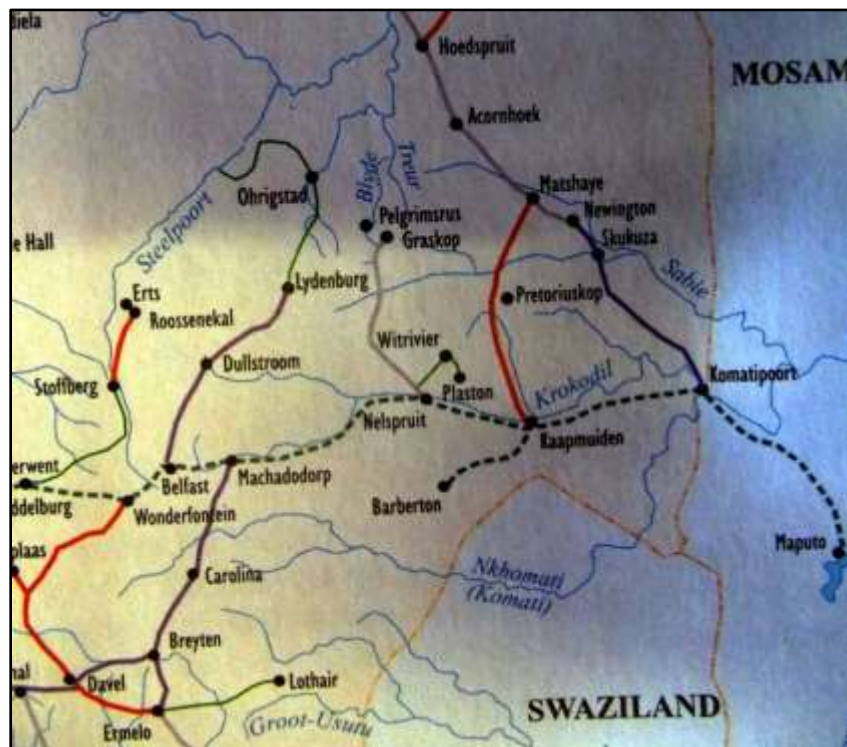 diela
Hoedspruit
MOSAM
Acornhoek
Treur
Blyde
Ohrigstad
Matshaye
Newington
Pelgrimsrus
Graskop
Skukuza
e Hall
Steelpoort
Sabie
Erts
Lydenburg
Pretoriuskop
Roossenekal
Witrivier
Dullstroom
Stoffberg
Plaston
Krokodil
Komatipoort
Nelspruit
Kaapmuiden
erwent
Belfast
Machadodorp
ddelburg
Wonderfontein
Barberton
plaas
Maputo
Carolina
Nkhomati
(Komati)
Breyten
nal
Davel
Lothair
SWAZILAND
Ermelo
Groot-Usutu